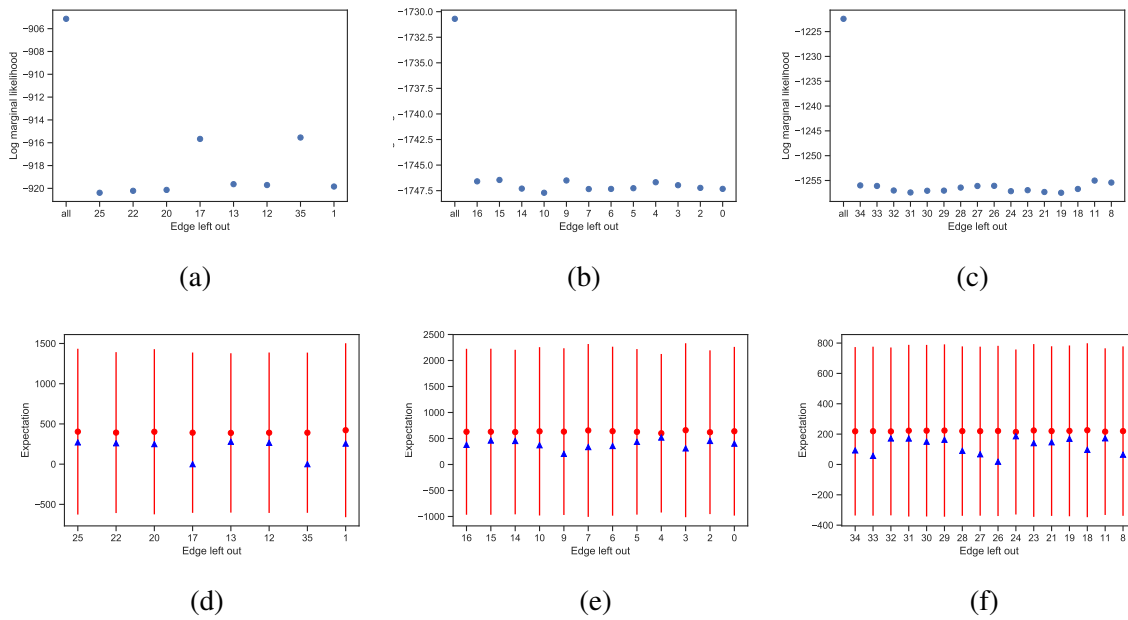 −906
−908
−910
−912
−914
−916
−918
−920
Log marginal likelihood
all 25 22 20 17 13 12 35 1
Edge left out
(a)
−1730.0
−1732.5
−1735.0
−1737.5
−1740.0
−1742.5
−1745.0
−1747.5
all 16 15 14 10 9 7 6 5 4 3 2 0
Edge left out
(b)
−1225
−1230
−1235
−1240
−1245
−1250
−1255
Log marginal likelihood
all 34 33 32 31 30 29 28 27 26 24 23 21 19 18 11 8
Edge left out
(c)
1500
1000
500
0
−500
Expectation
25 22 20 17 13 12 35 1
Edge left out
(d)
2500
2000
1500
1000
500
0
−500
−1000
Expectation
16 15 14 10 9 7 6 5 4 3 2 0
Edge left out
(e)
800
600
400
200
0
−200
−400
Expectation
34 33 32 31 30 29 28 27 26 24 23 21 19 18 11 8
Edge left out
(f)